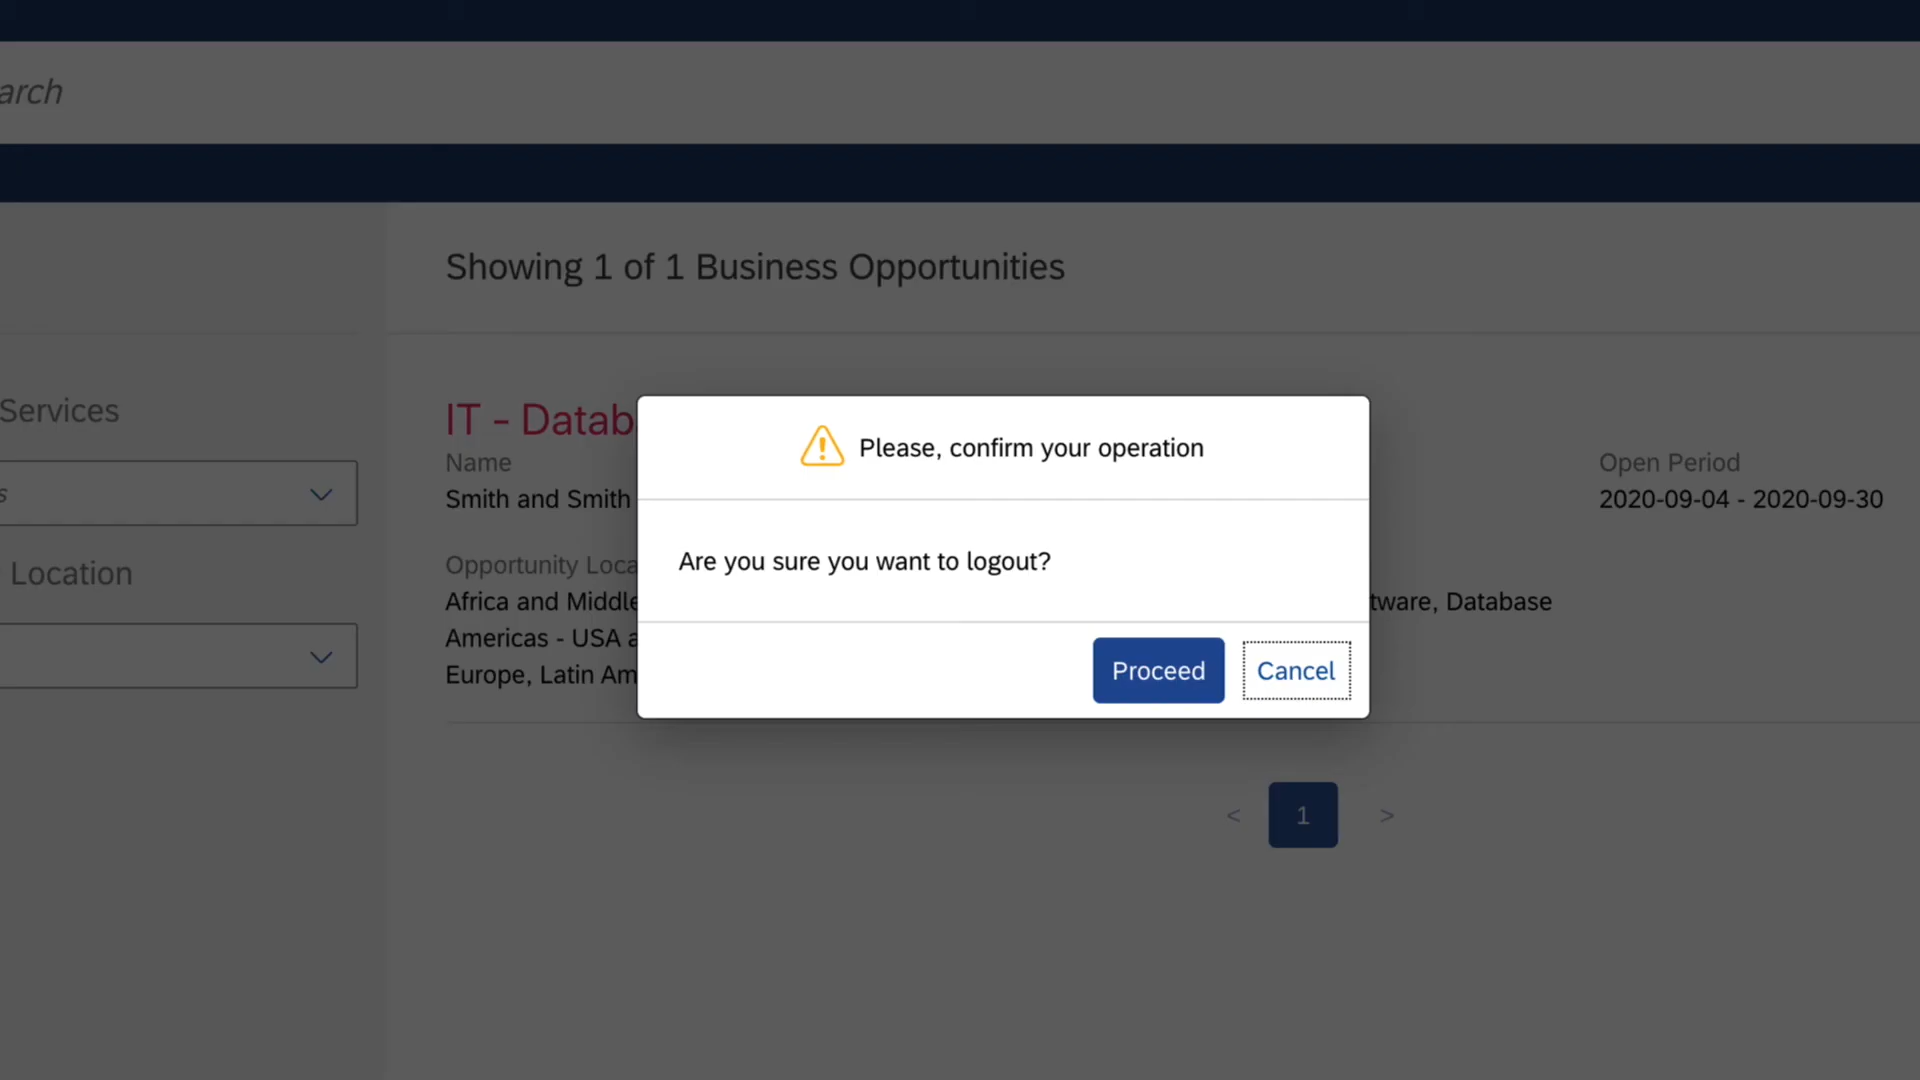 arch
Showing 1 of 1 Business Opportunities
Services
s
Location
IT - Datab
Name
Smith and Smith
Open Period
2020-09-04 - 2020-09-30
Opportunity Loca
Africa and Middle
Americas - USA a
Europe, Latin Am
tware, Database
Please, confirm your operation
Are you sure you want to logout?
Proceed
Cancel
< 1 >